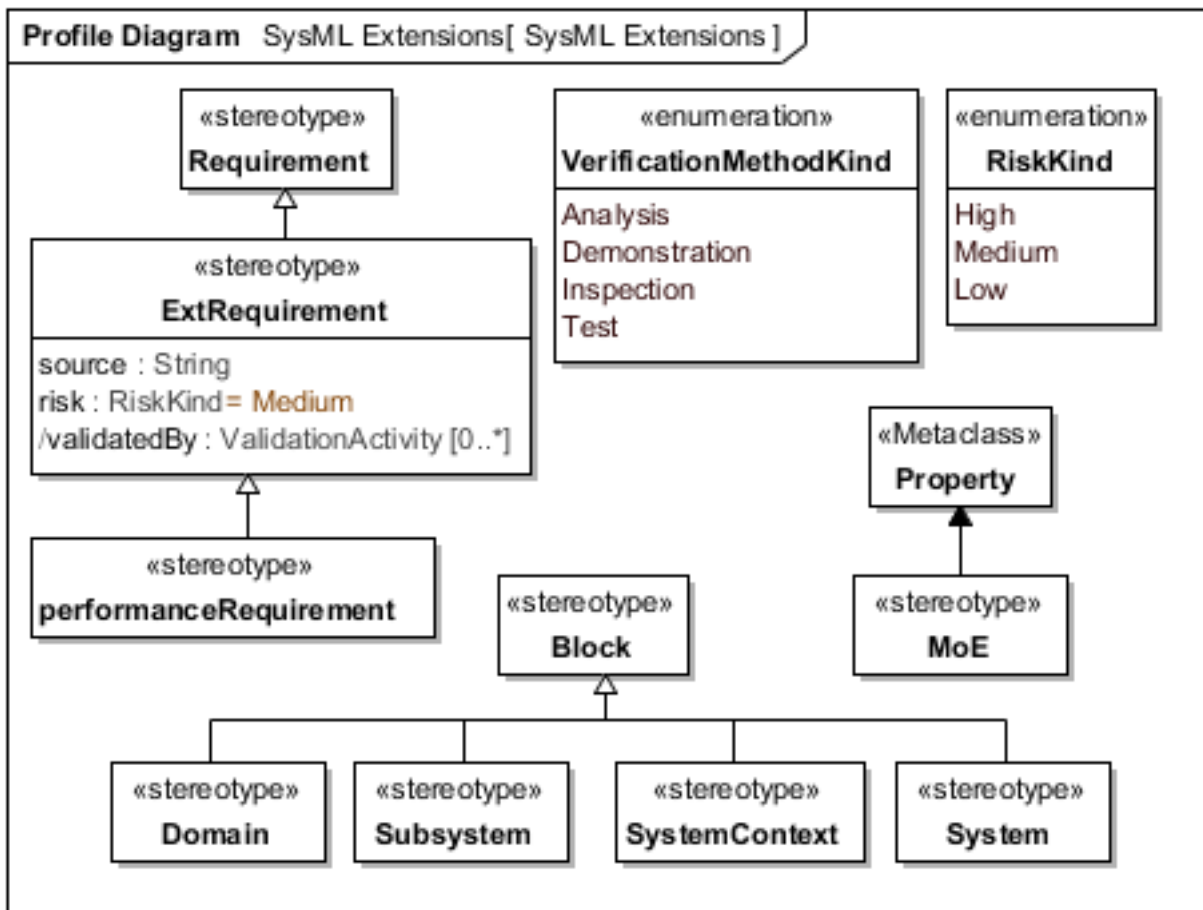 Profile Diagram SysML Extensions[ SysML Extensions ]
«stereotype»
Requirement
«enumeration»
VerificationMethodKind
Analysis
Demonstration
Inspection
Test
«enumeration»
RiskKind
High
Medium
Low
«stereotype»
ExtRequirement
source : String
risk : RiskKind= Medium
/validatedBy : ValidationActivity [0..*]
«Metaclass»
Property
«stereotype»
performanceRequirement
«stereotype»
Block
«stereotype»
MoE
«stereotype»
Domain
«stereotype»
Subsystem
«stereotype»
SystemContext
«stereotype»
System